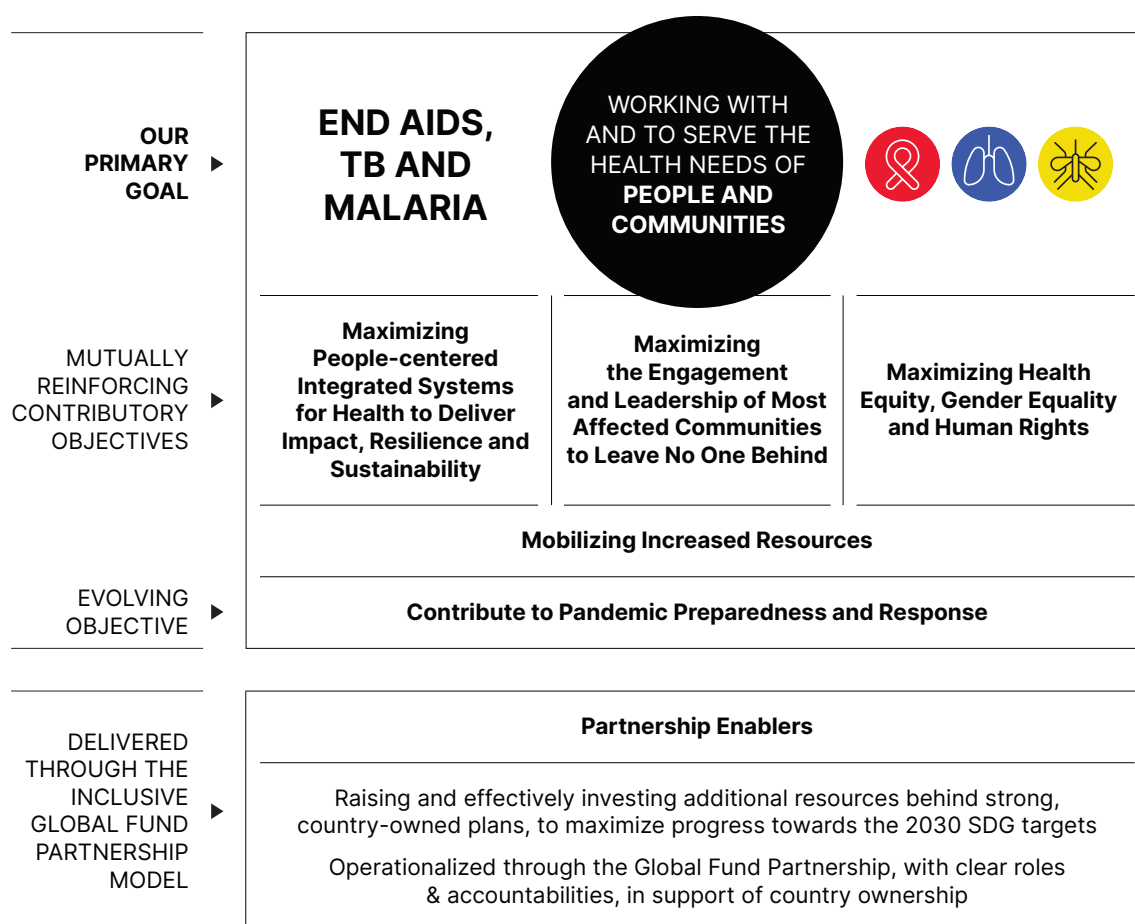 OUR
PRIMARY
GOAL
END AIDS,
TB AND
MALARIA
WORKING WITH
AND TO SERVE THE
HEALTH NEEDS OF
PEOPLE AND
COMMUNITIES
MUTUALLY
REINFORCING
CONTRIBUTORY
OBJECTIVES
Maximizing
People-centered
Integrated Systems
for Health to Deliver
Impact, Resilience and
Sustainability
Maximizing
the Engagement
and Leadership of Most
Affected Communities
to Leave No One Behind
Maximizing Health
Equity, Gender Equality
and Human Rights
Mobilizing Increased Resources
EVOLVING
OBJECTIVE
Contribute to Pandemic Preparedness and Response
DELIVERED
THROUGH THE
INCLUSIVE
GLOBAL FUND
PARTNERSHIP
MODEL
Partnership Enablers
Raising and effectively investing additional resources behind strong,
country-owned plans, to maximize progress towards the 2030 SDG targets
Operationalized through the Global Fund Partnership, with clear roles
& accountabilities, in support of country ownership